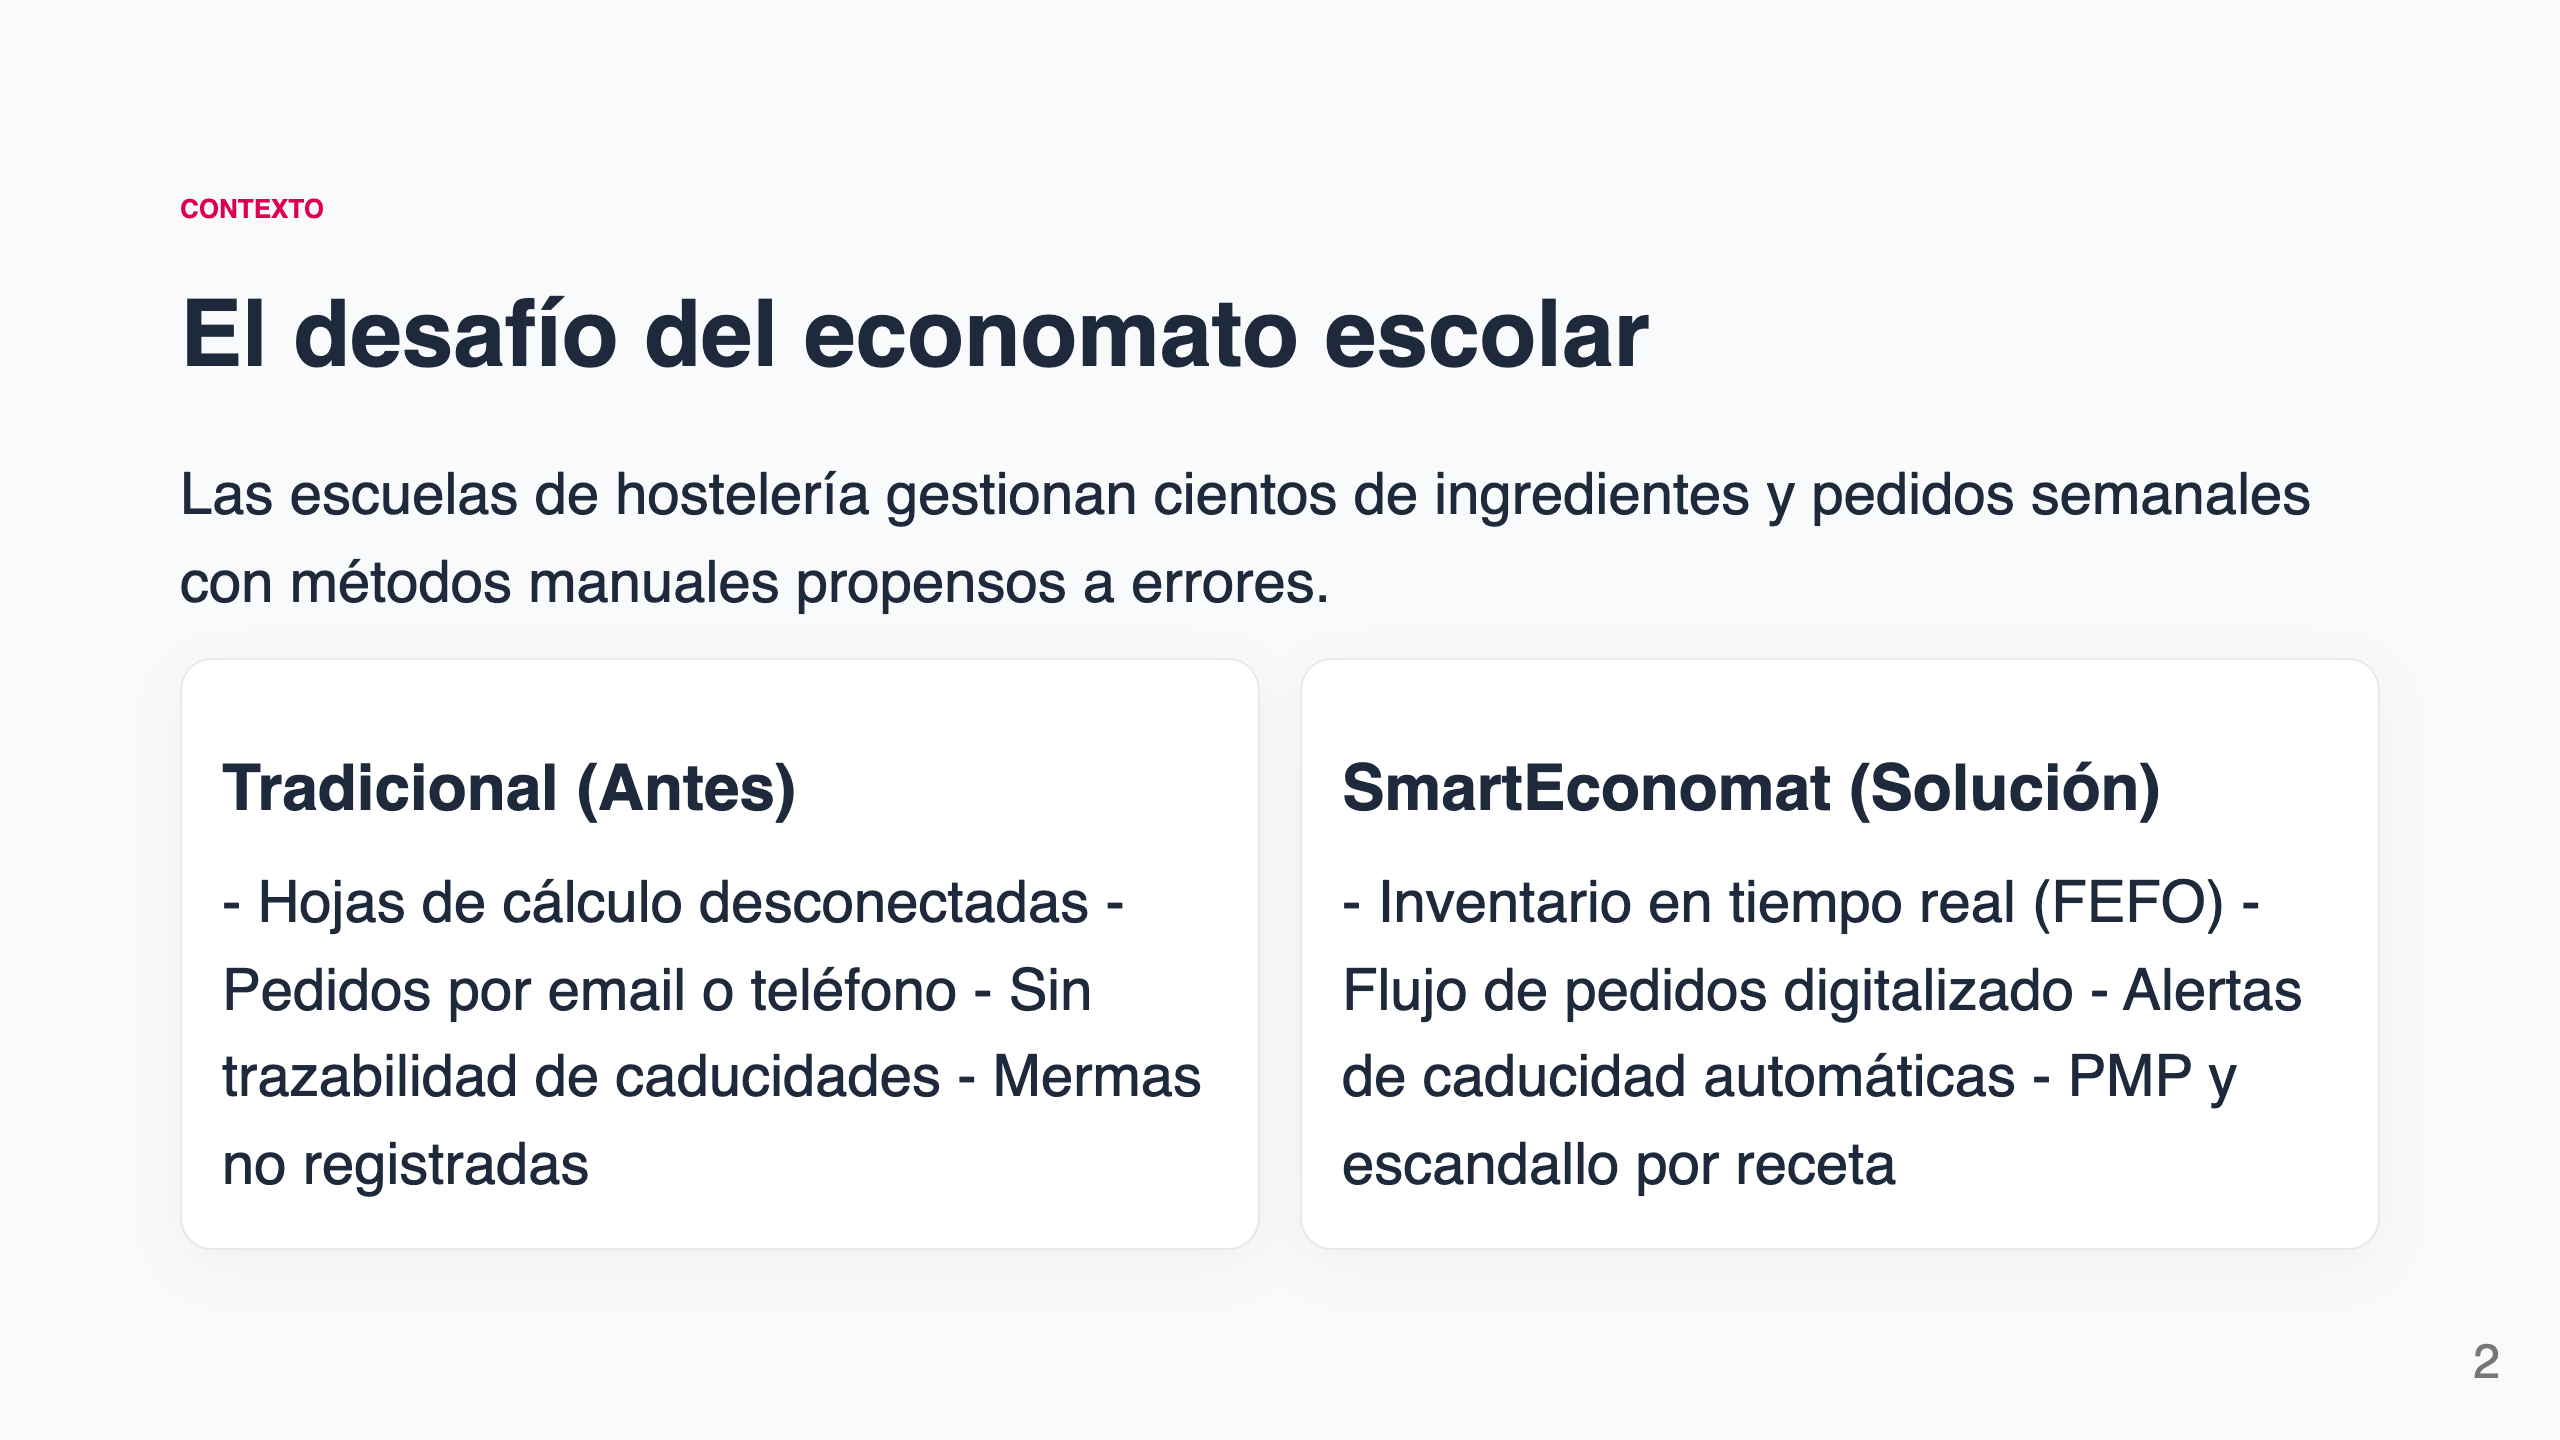 CONTEXTO
El desafío del economato escolar
Las escuelas de hostelería gestionan cientos de ingredientes y pedidos semanales
con métodos manuales propensos a errores.
Tradicional (Antes)
- Hojas de cálculo desconectadas -
Pedidos por email o teléfono - Sin
trazabilidad de caducidades - Mermas
no registradas
SmartEconomat (Solución)
- Inventario en tiempo real (FEFO) -
Flujo de pedidos digitalizado - Alertas
de caducidad automáticas - PMP y
escandallo por receta
2